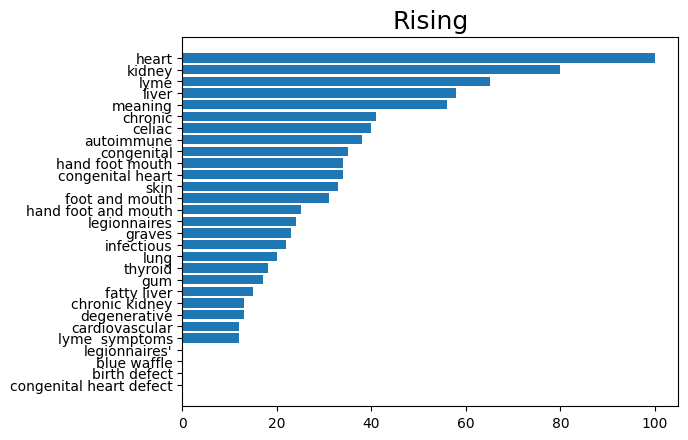 Rising
heart
kidney
lyme
liver
meaning
chronic
celiac
autoimmune
congenital
hand foot mouth
congenital heart
skin
foot and mouth
hand foot and mouth
legionnaires
graves
infectious
lung
thyroid
gum
fatty liver
chronic kidney
degenerative
cardiovascular
lyme  symptoms
legionnaires'
blue waffle
birth defect
congenital heart defect
0 20 40 60 80 100